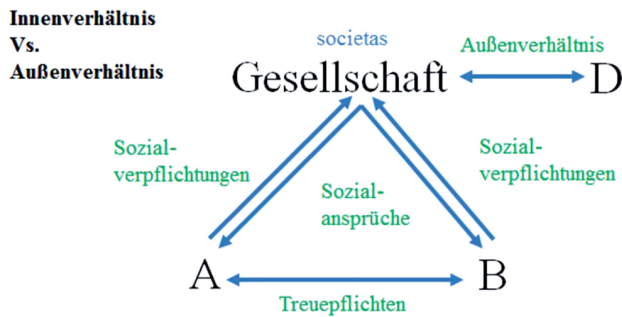 Innenverhältnis
Vs.
Außenverhältnis
societas
Gesellschaft
Außenverhältnis
D
Sozial-
verpflichtungen
Sozial-
ansprüche
Sozial-
verpflichtungen
A
B
Treuepflichten